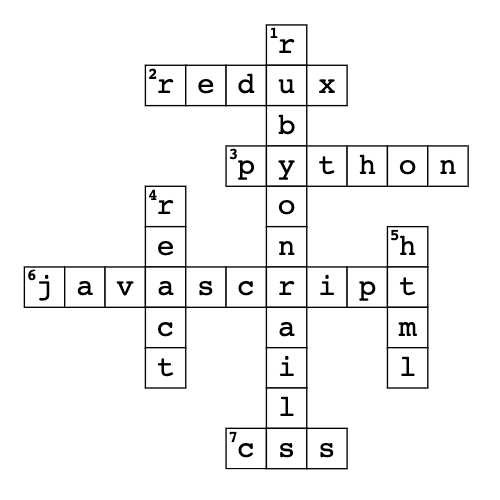 1 r
2 r e d u x
b
3 p y t h o n
4 r o
e n 5 h
6 j a v a s c r i p t
c a m
t i l
l
7 c s s